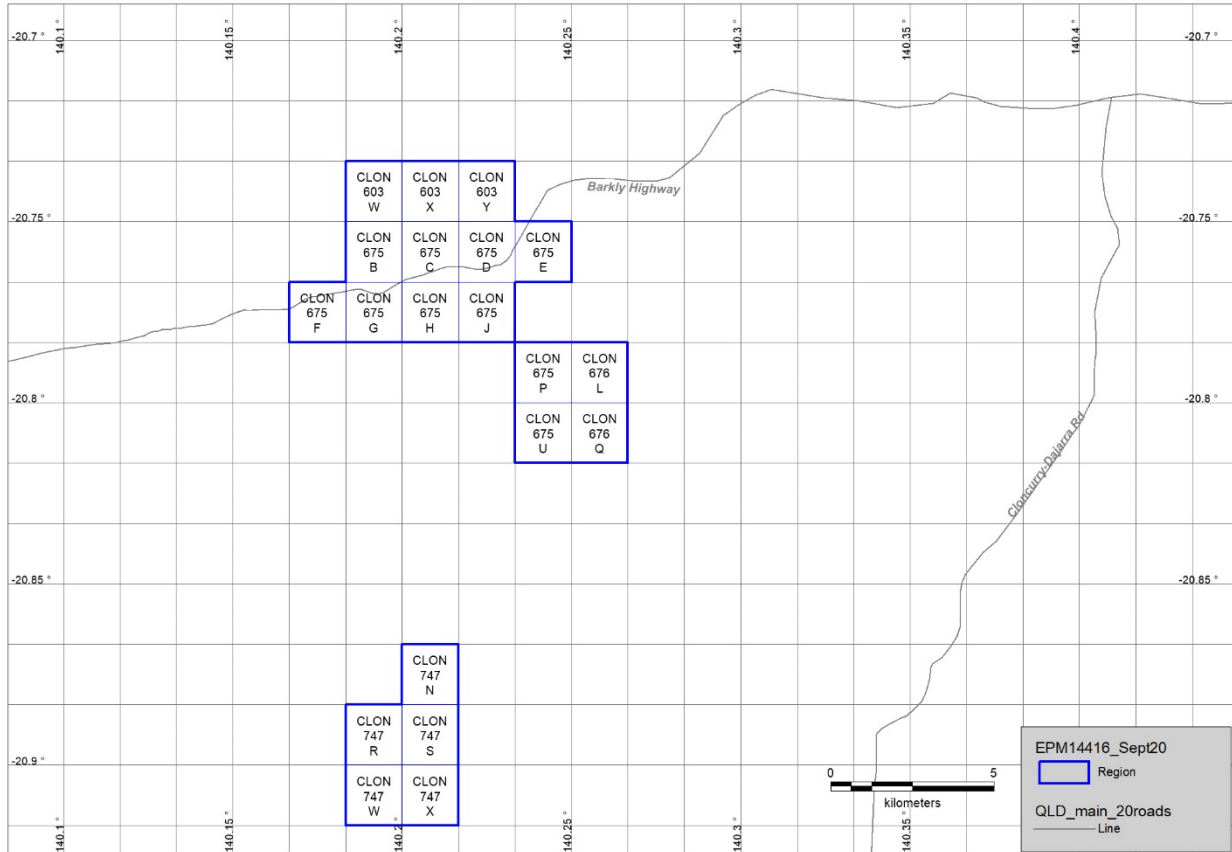 -20.7 °
140.1 °
140.15 °
140.2 °
140.25 °
140.3 °
140.35 °
140.4 °
-20.7 °
CLON
603
W
CLON
603
X
CLON
603
Y
Barkly Highway
-20.75 °
-20.75 °
CLON
675
B
CLON
675
C
CLON
675
D
CLON
675
E
CLON
675
F
CLON
675
G
CLON
675
H
CLON
675
J
CLON
675
P
CLON
676
L
-20.8 °
-20.8 °
CLON
675
U
CLON
676
Q
Cloncurry-Dajarra Rd
-20.85 °
-20.85 °
CLON
747
N
CLON
747
R
CLON
747
S
-20.9 °
CLON
747
W
CLON
747
X
0
5
kilometers
EPM14416_Sept20
Region
QLD_main_20roads
Line
140.1 °
140.15 °
140.2 °
140.25 °
140.3 °
140.35 °